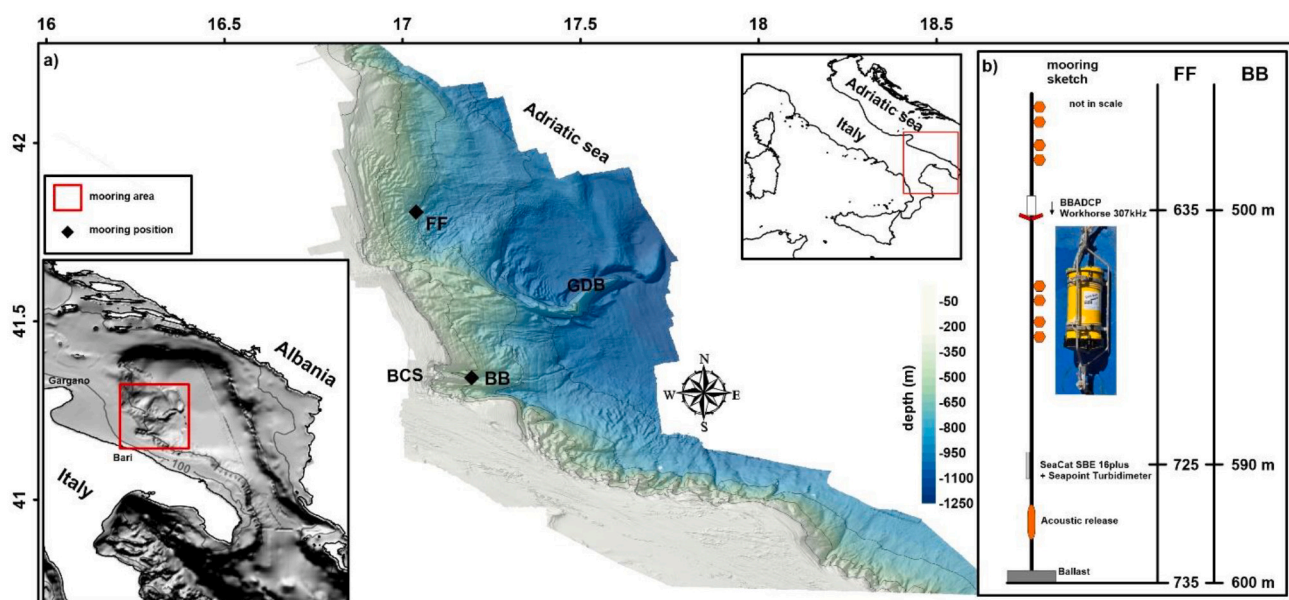 16
16.5
17
17.5
18
18.5
a)
42
41.5
41
mooring area
mooring position
Adriatic sea
FF
GDB
BCS
BB
N
W
E
S
Adriatic sea
Italy
depth (m)
-50
-200
-350
-500
-650
-800
-950
-1100
-1250
Gargano
Albania
Bari
100
Italy
b)
mooring
sketch
FF
BB
not in scale
BBADCP
Workhorse 307kHz
635
500 m
SeaCat SBE 16plus
+ Seapoint Turbidimeter
725
590 m
Acoustic release
Ballast
735
600 m